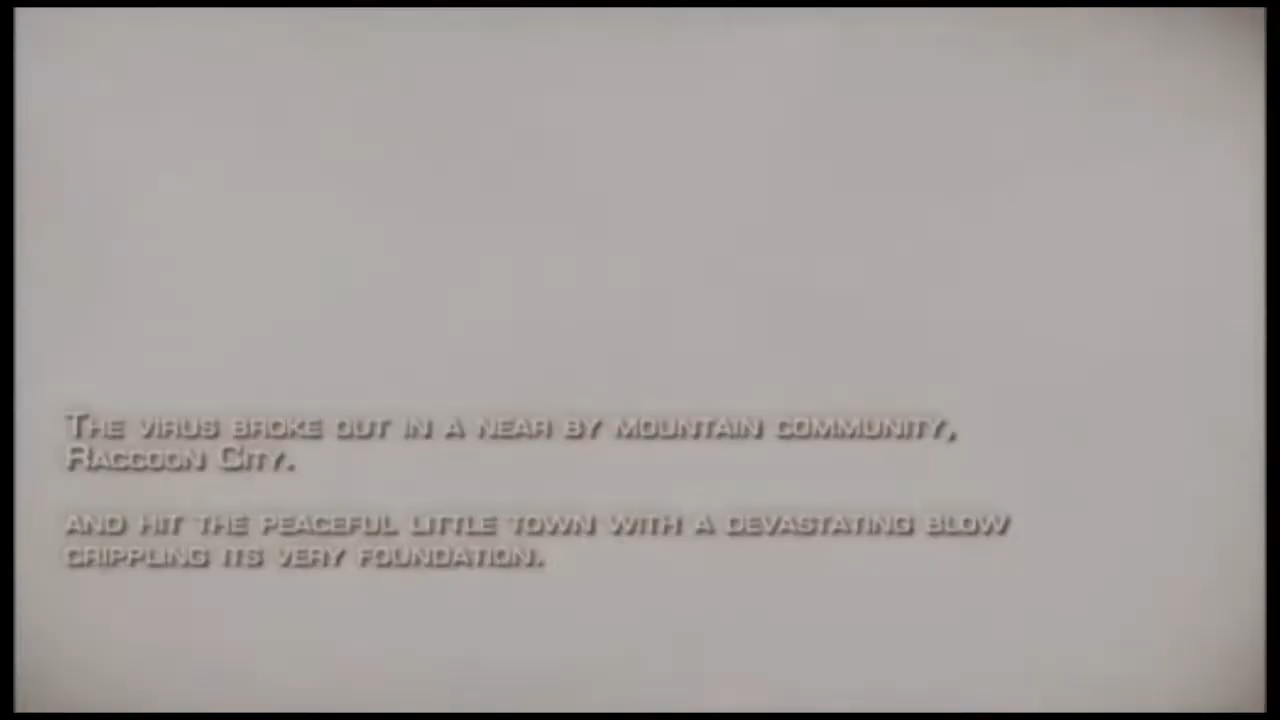 The virus broke out in a near by mountain community,
Raccoon City.
and hit the peaceful little town with a devastating blow
crippling its very foundation.